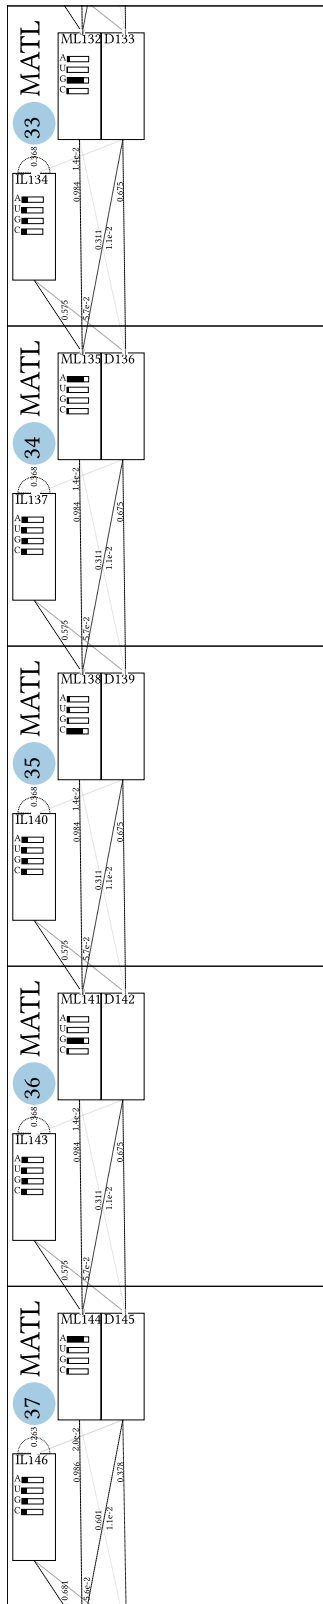 MATL
33
ML132 D133
A
U
G
C
0.368
1.4e-2
IL134
A
U
G
C
0.984
0.675
0.311
1.1e-2
0.575
5.7e-2
MATL
34
ML135 D136
A
U
G
C
0.368
1.4e-2
IL137
A
U
G
C
0.984
0.675
0.311
1.1e-2
0.575
5.7e-2
MATL
35
ML138 D139
A
U
G
C
0.368
1.4e-2
IL140
A
U
G
C
0.984
0.675
0.311
1.1e-2
0.575
5.7e-2
MATL
36
ML141 D142
A
U
G
C
0.368
1.4e-2
IL143
A
U
G
C
0.984
0.675
0.311
1.1e-2
0.575
5.7e-2
MATL
37
ML144 D145
A
U
G
C
0.263
2.0e-2
IL146
A
U
G
C
0.986
0.378
0.601
1.1e-2
0.681
5.6e-2